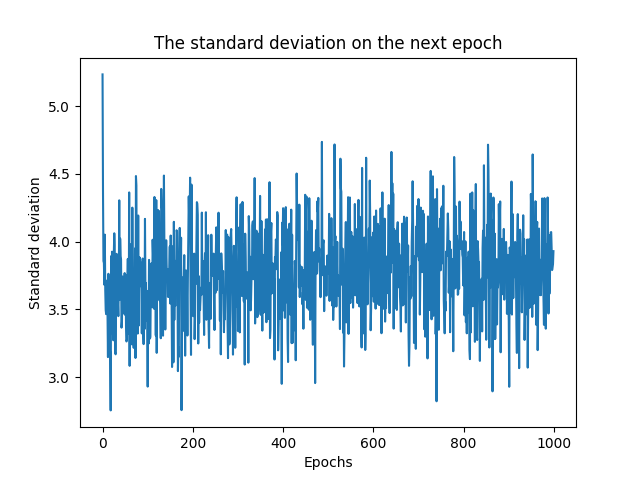 The standard deviation on the next epoch
5.0
4.5
4.0
3.5
3.0
Standard deviation
0 200 400 600 800 1000
Epochs